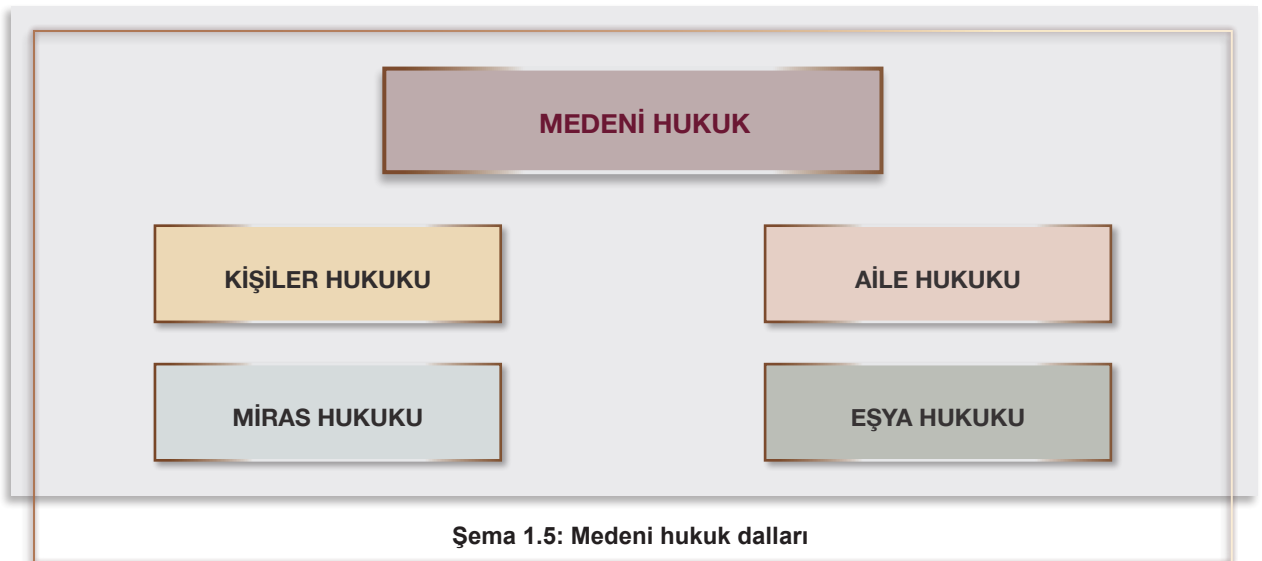 MEDENİ HUKUK
KİŞİLER HUKUKU
AİLE HUKUKU
MİRAS HUKUKU
EŞYA HUKUKU
Şema 1.5: Medeni hukuk dalları